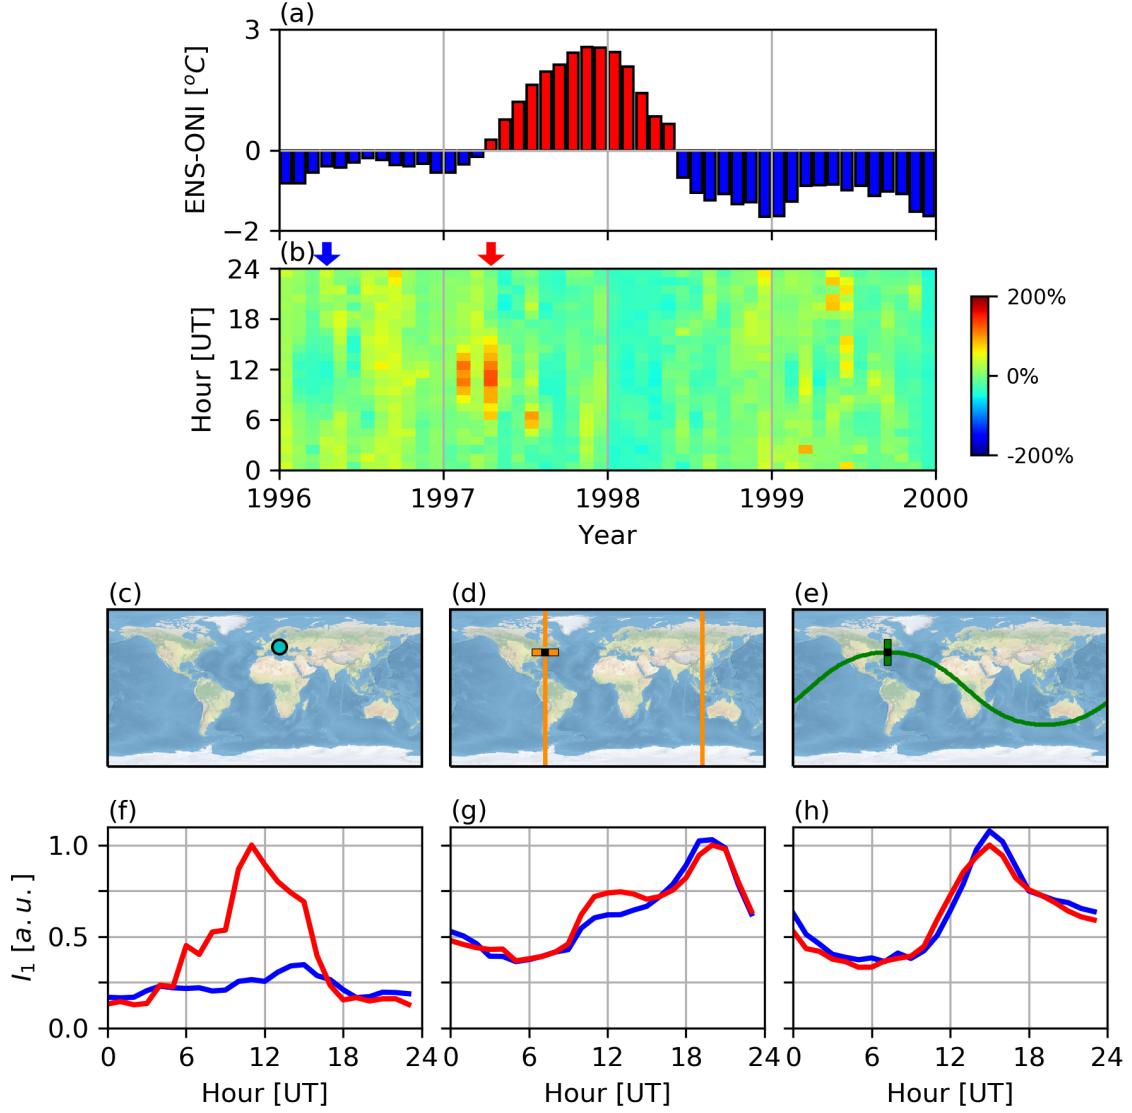 (a)
3
0
−2
ENS-ONI [°C]
(b)
24
18
12
6
0
Hour [UT]
1996 1997 1998 1999 2000
Year
200%
0%
-200%
(c) (d) (e)
(f) (g) (h)
1.0
0.5
0.0
I₁ [a.u.]
0 6 12 18 24 0 6 12 18 24 0 6 12 18 24
Hour [UT] Hour [UT] Hour [UT]